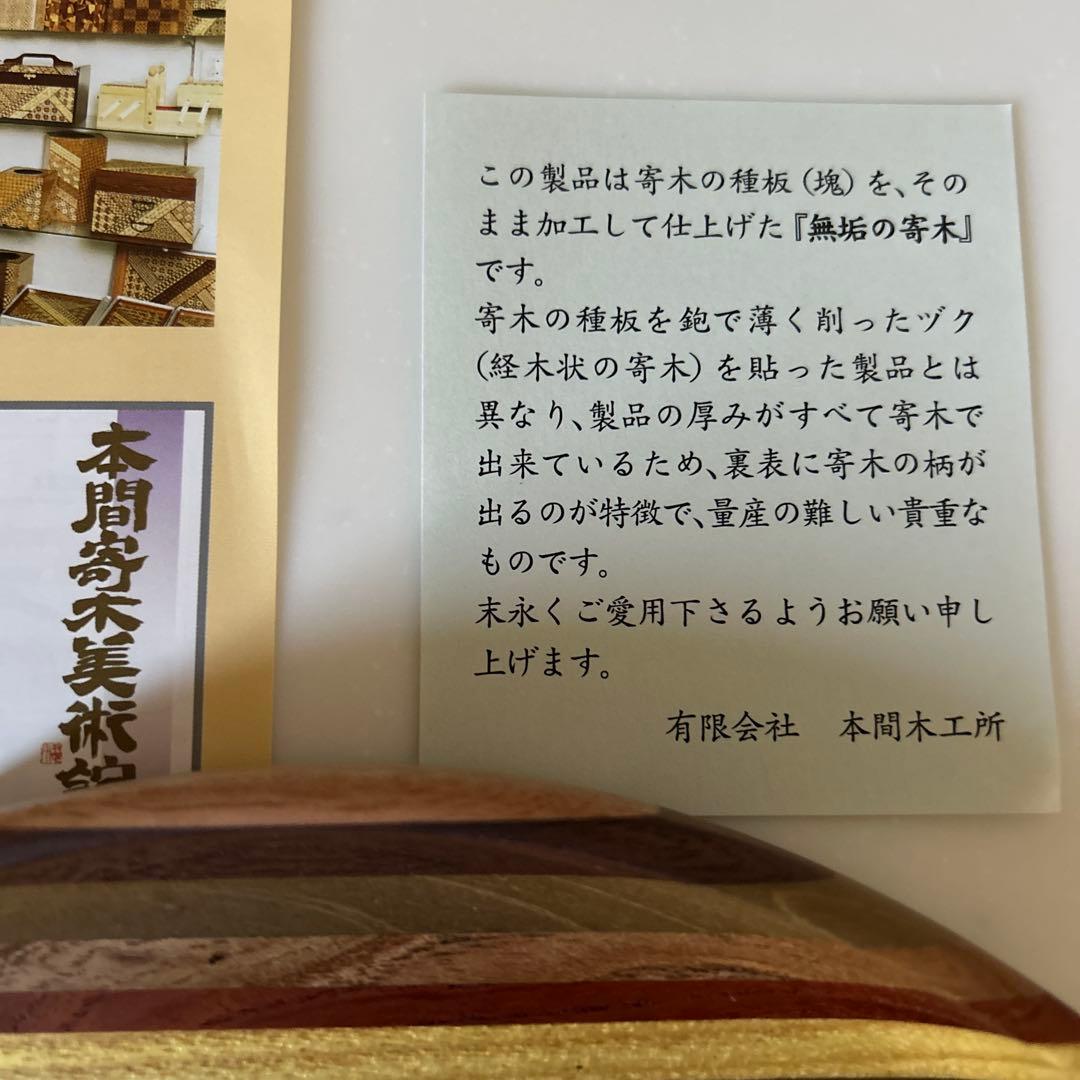 この製品は寄木の種板（塊）を、その
まま加工して仕上げた『無垢の寄木』
です。
寄木の種板を鉋で薄く削ったヅク
（経木状の寄木）を貼った製品とは
異なり、製品の厚みがすべて寄木で
出来ているため、裏表に寄木の柄が
出るのが特徴で、量産の難しい貴重な
ものです。
末永くご愛用下さるようお願い申し
上げます。
有限会社　本間木工所
本間寄木美術館